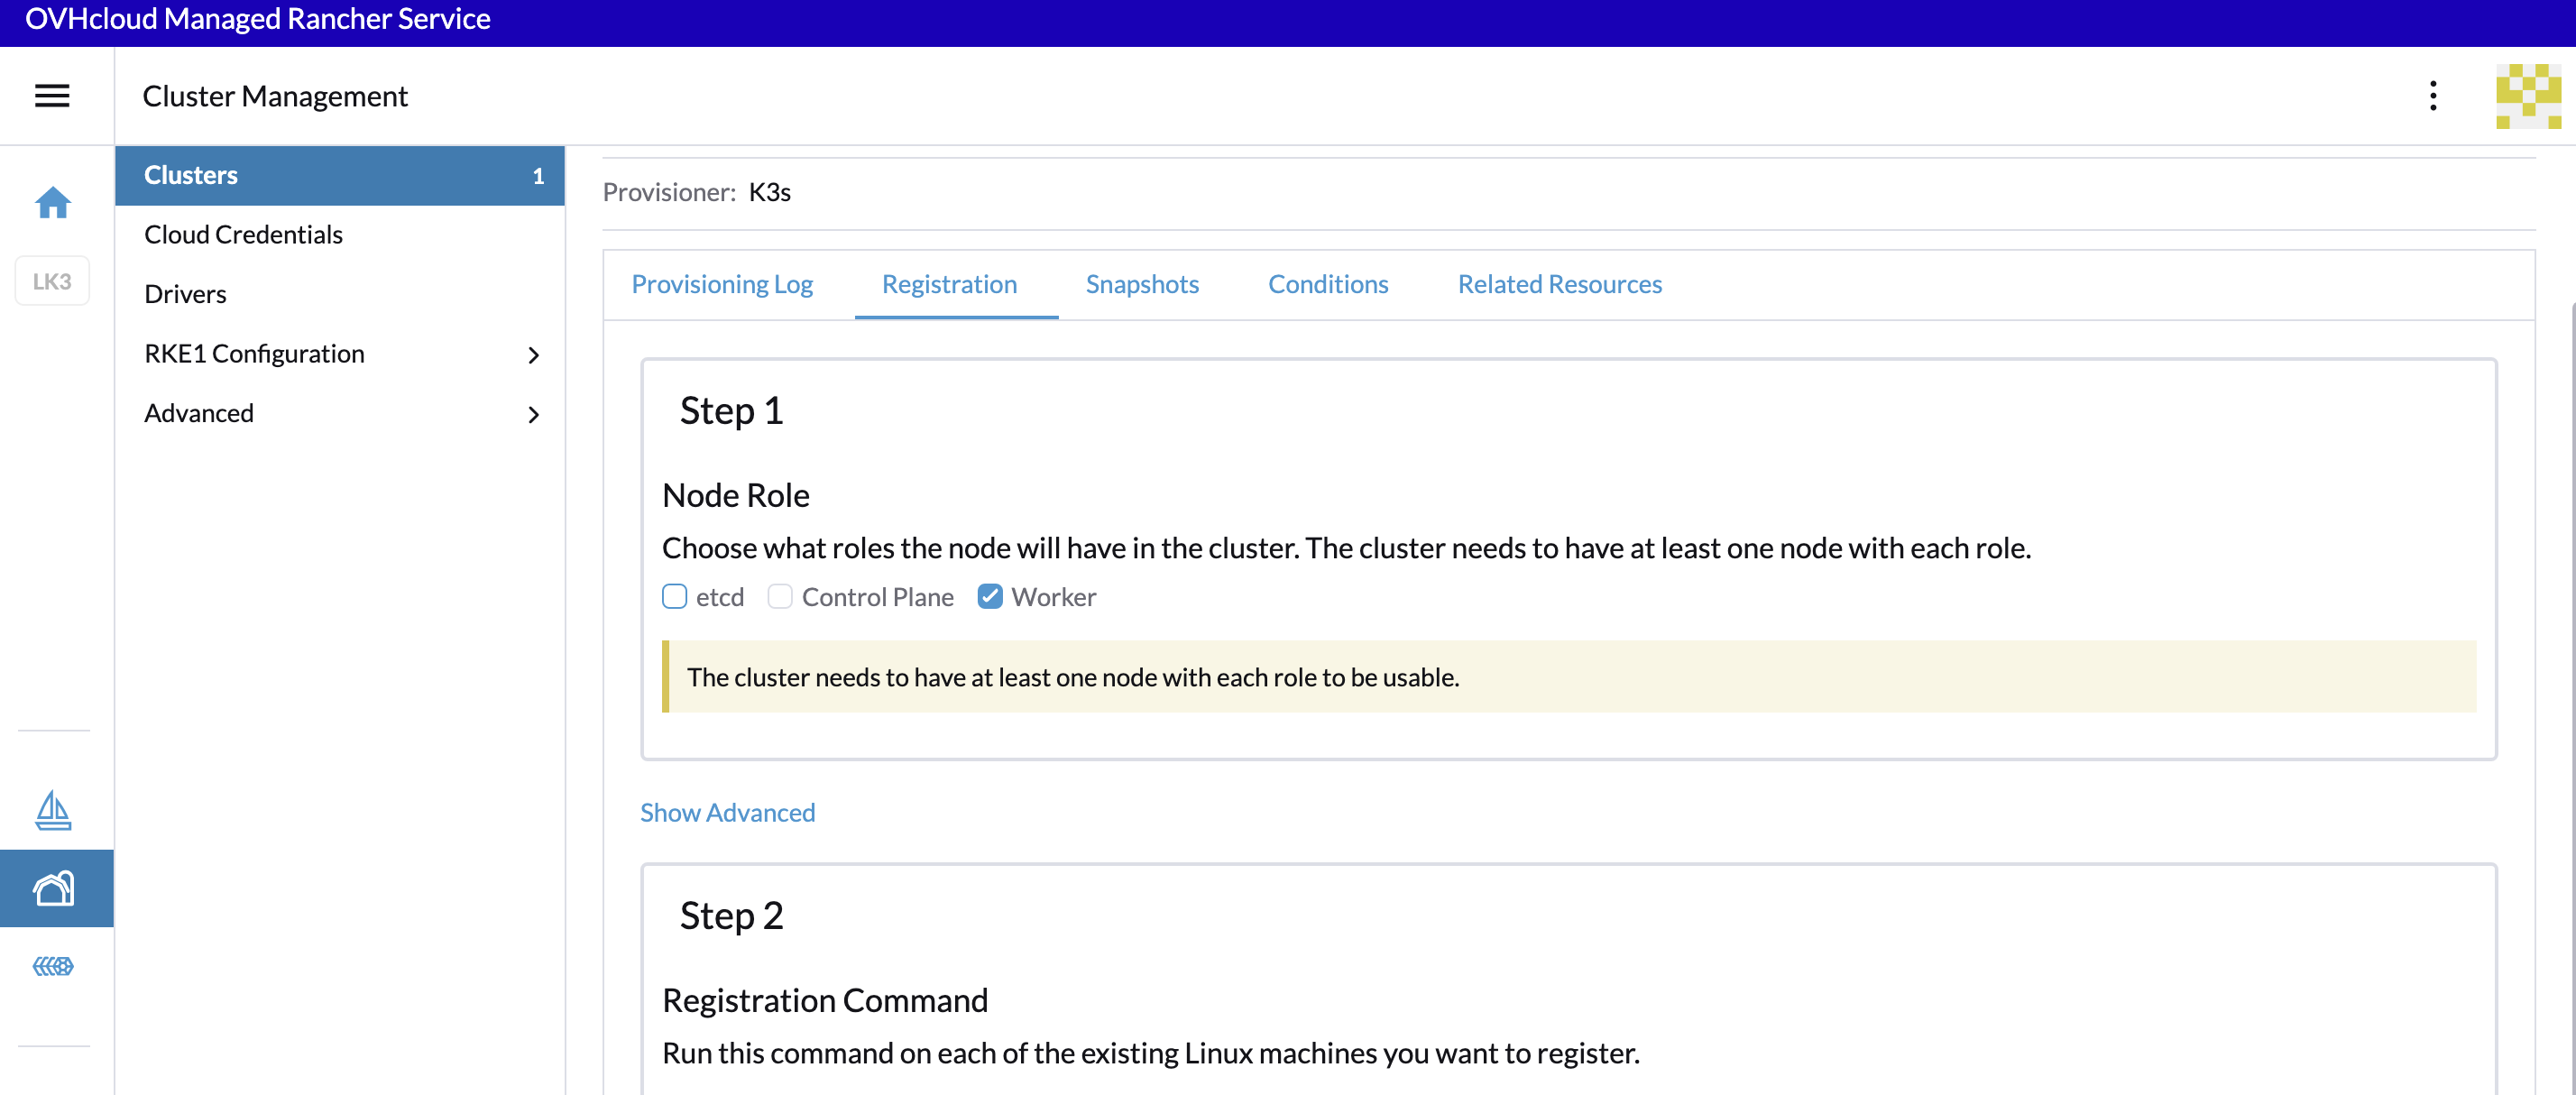 OVHcloud Managed Rancher Service
Cluster Management
Clusters 1
Cloud Credentials
LK3
Drivers
RKE1 Configuration
Advanced
Provisioner: K3s
Provisioning Log Registration Snapshots Conditions Related Resources
Step 1
Node Role
Choose what roles the node will have in the cluster. The cluster needs to have at least one node with each role.
etcd Control Plane Worker
The cluster needs to have at least one node with each role to be usable.
Show Advanced
Step 2
Registration Command
Run this command on each of the existing Linux machines you want to register.